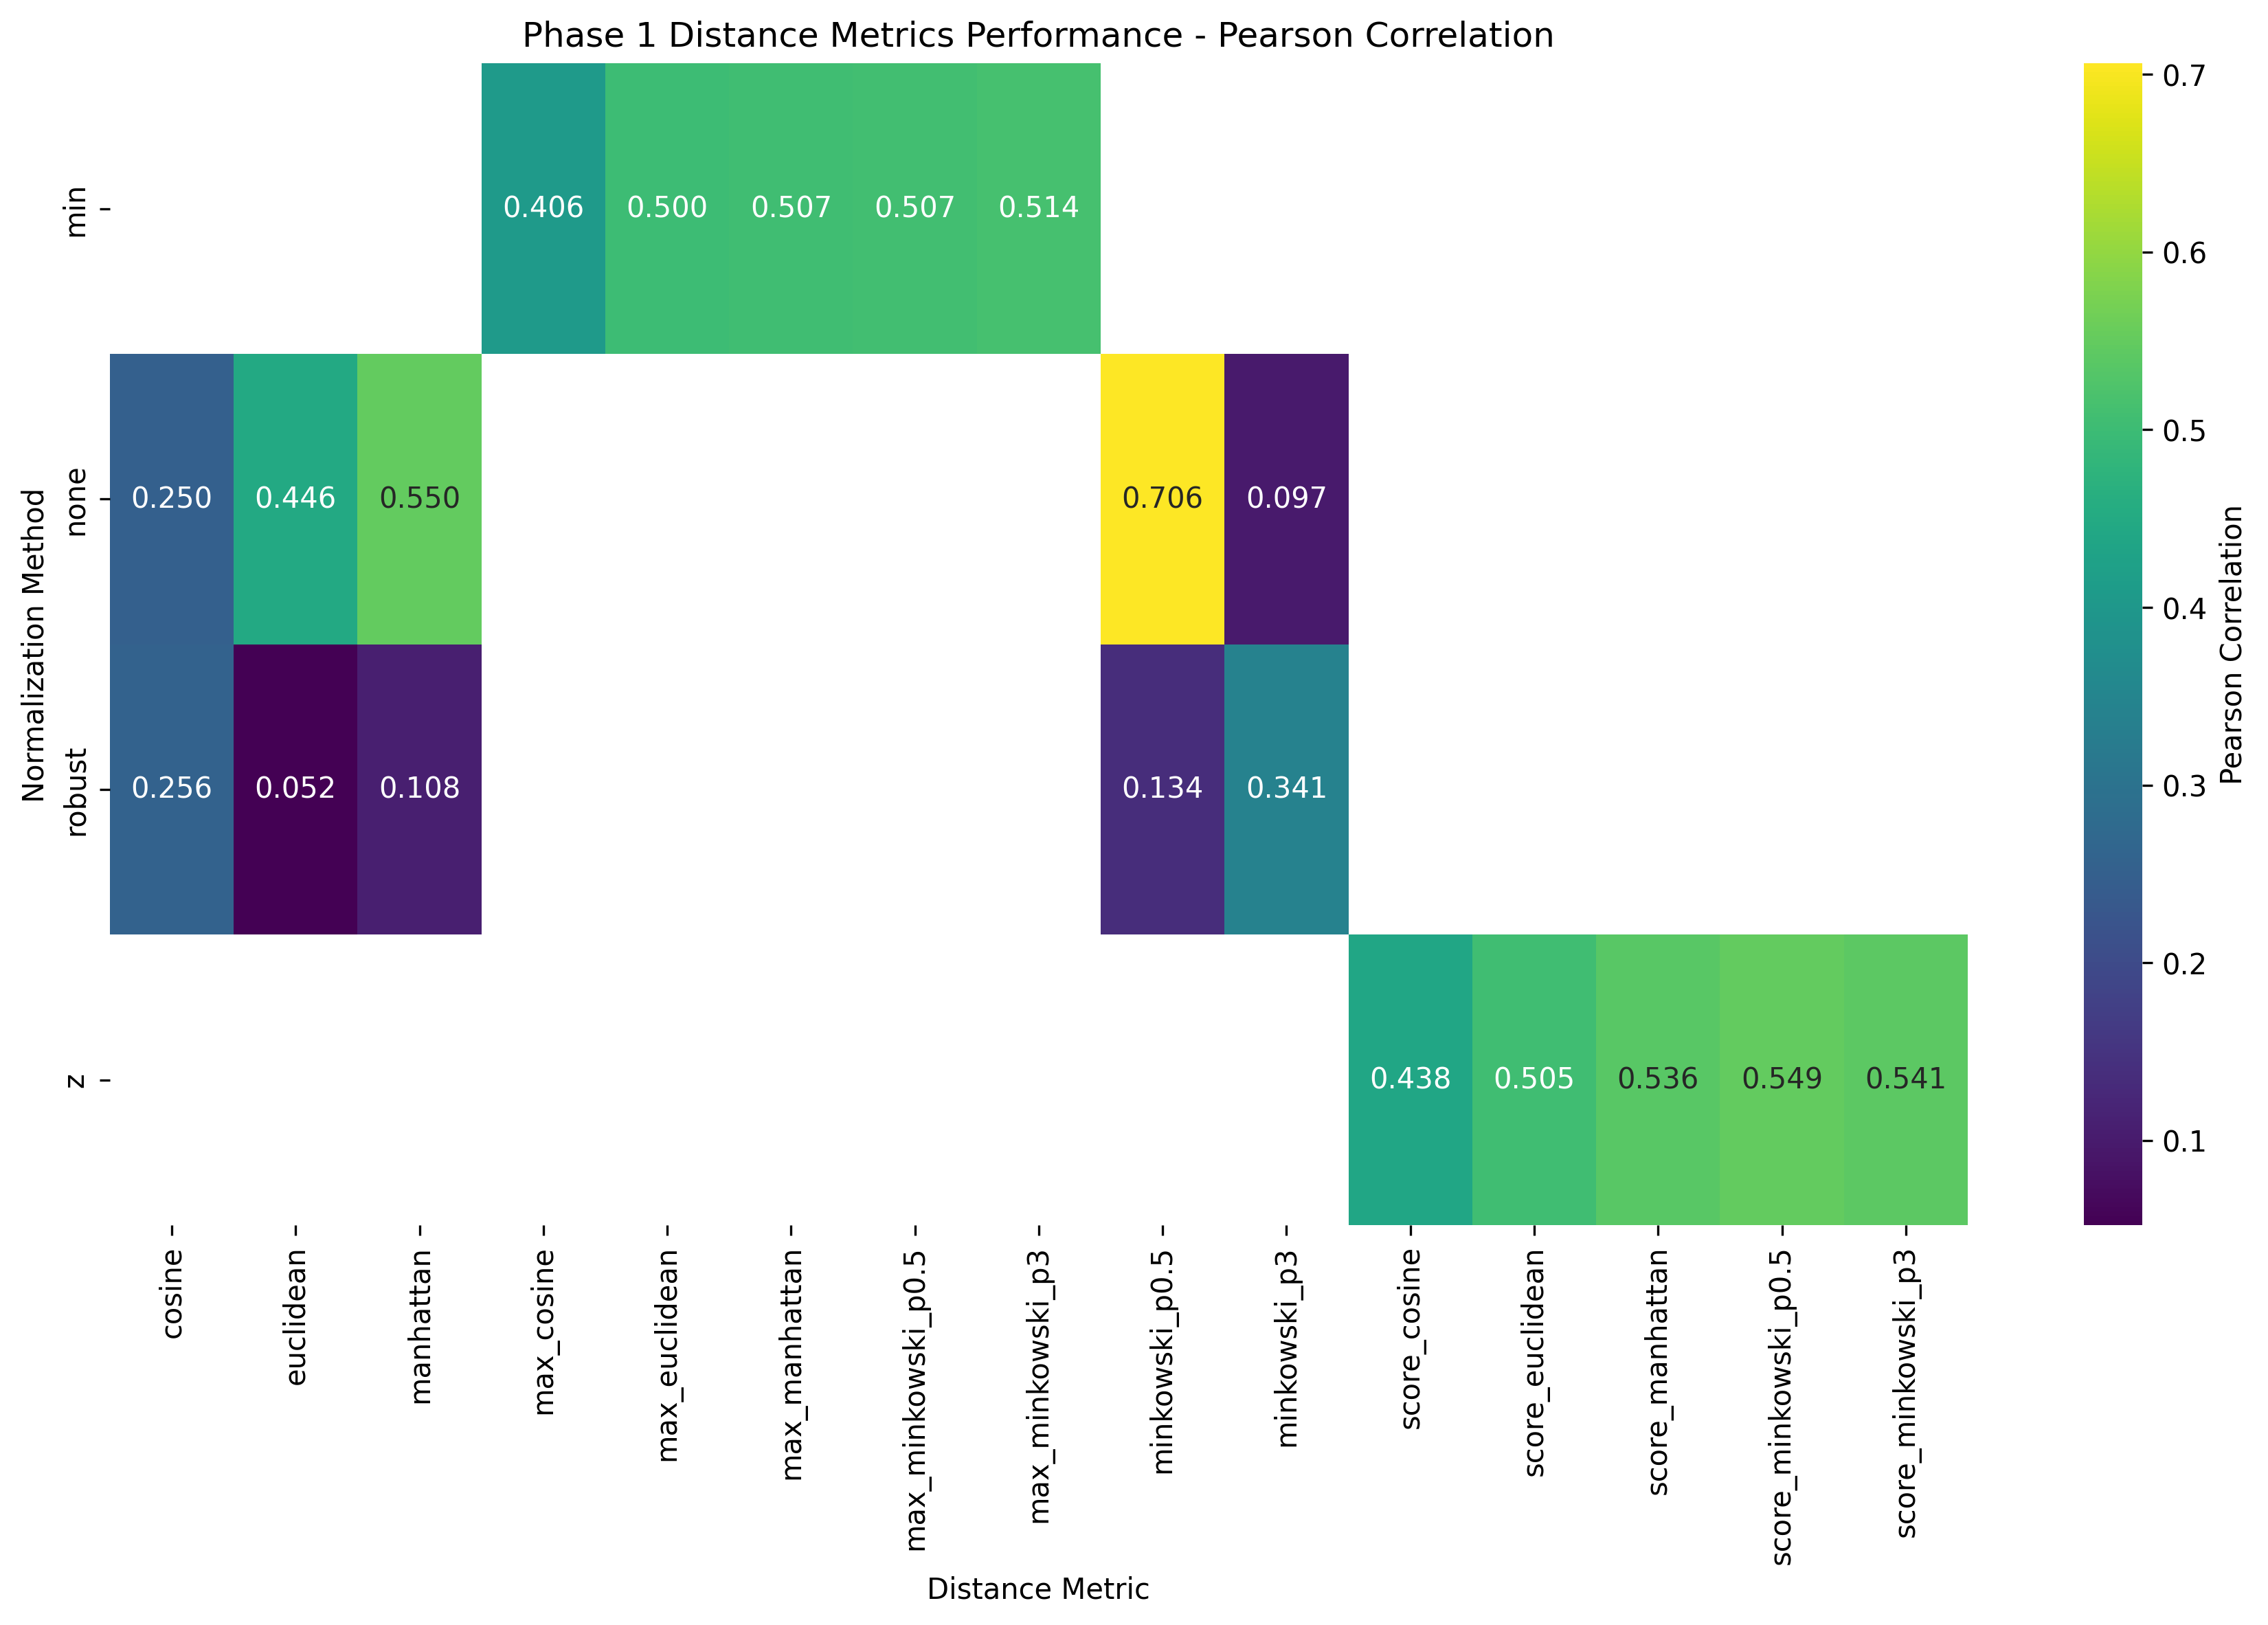 Phase 1 Distance Metrics Performance - Pearson Correlation
Normalization Method
min
0.406 0.500 0.507 0.507 0.514
none
0.250 0.446 0.550 0.706 0.097
robust
0.256 0.052 0.108 0.134 0.341
z
0.438 0.505 0.536 0.549 0.541
cosine
euclidean
manhattan
max_cosine
max_euclidean
max_manhattan
max_minkowski_p0.5
max_minkowski_p3
minkowski_p0.5
minkowski_p3
score_cosine
score_euclidean
score_manhattan
score_minkowski_p0.5
score_minkowski_p3
Distance Metric
0.7
0.6
0.5
0.4
0.3
0.2
0.1
Pearson Correlation